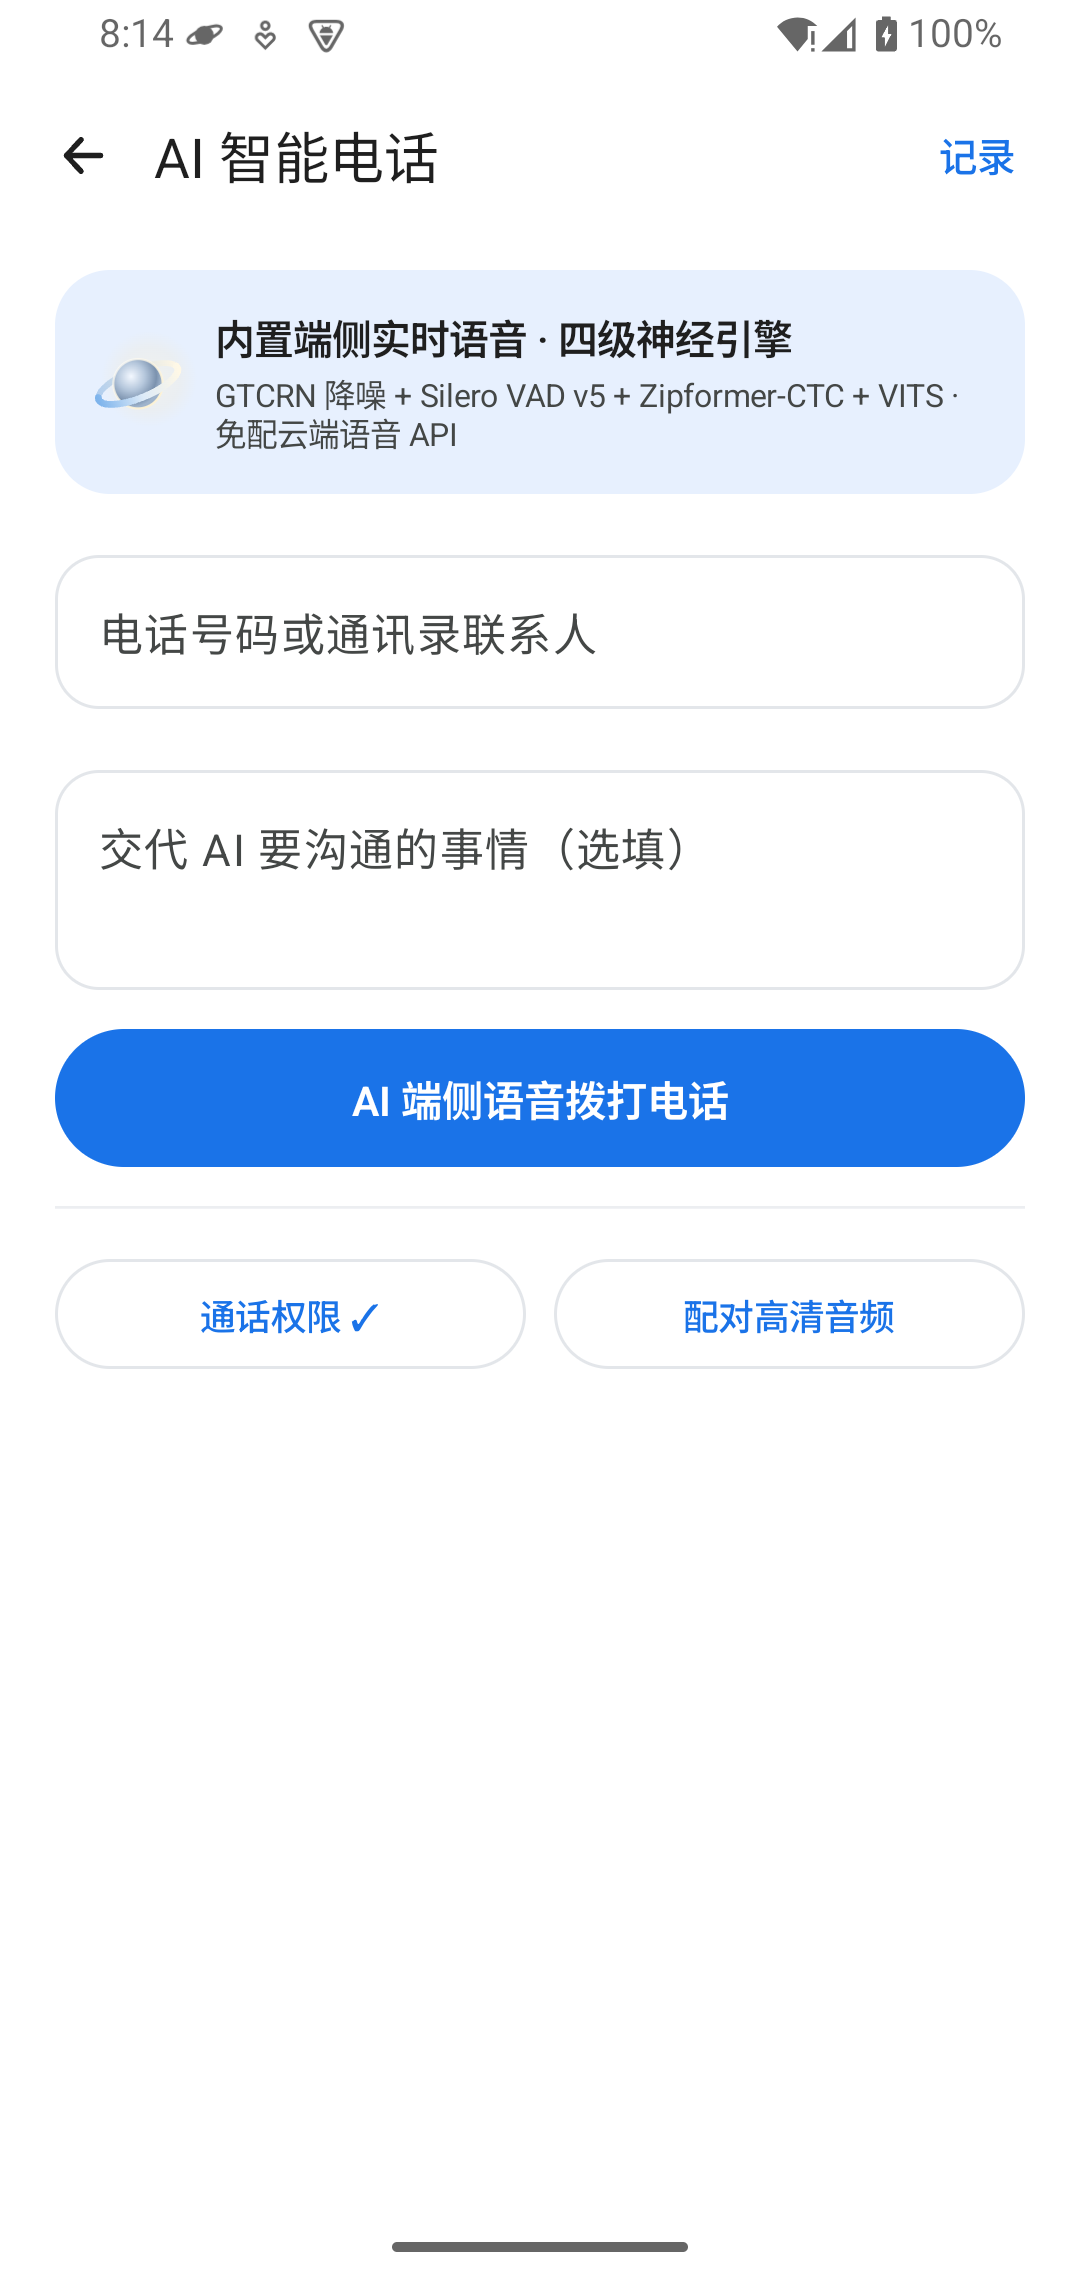 8:14
100%
AI 智能电话
记录
内置端侧实时语音 · 四级神经引擎
GTCRN 降噪 + Silero VAD v5 + Zipformer-CTC + VITS ·
免配云端语音 API
电话号码或通讯录联系人
交代 AI 要沟通的事情（选填）
AI 端侧语音拨打电话
通话权限 ✓
配对高清音频